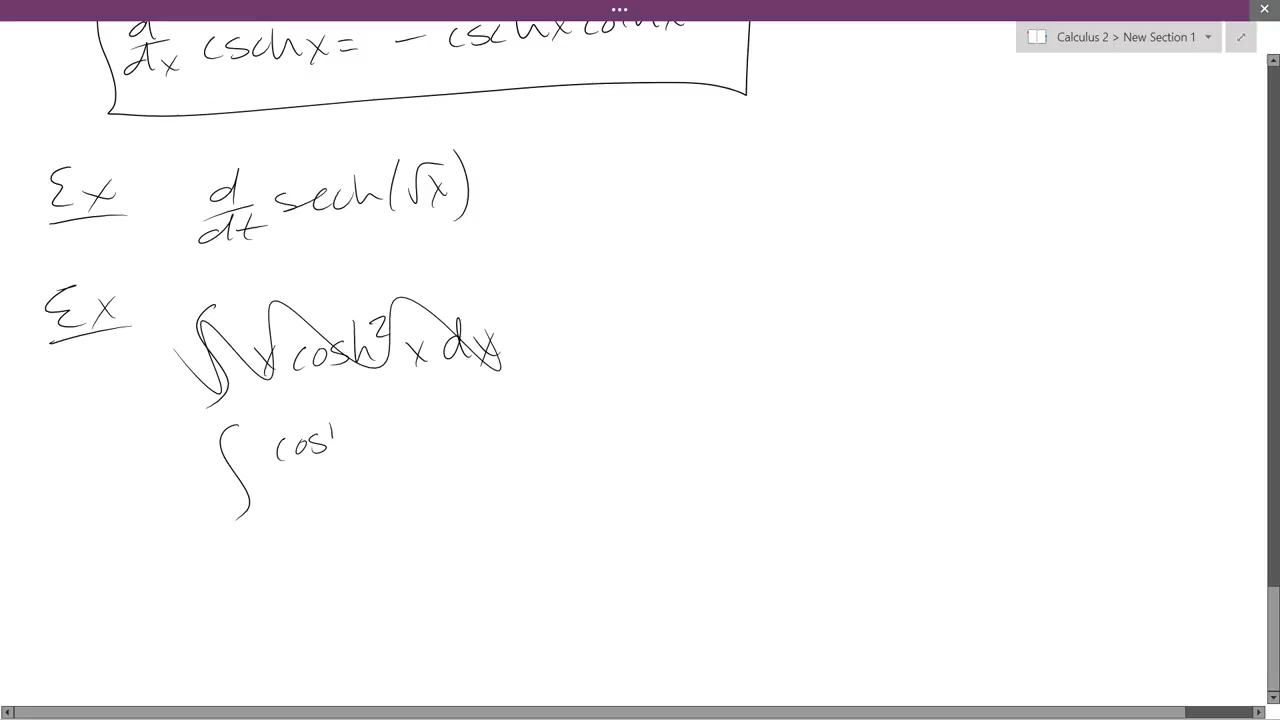 Calculus 2 > New Section 1
d/dx csch x = - csch x coth x
Ex d/dt sech(√x)
Ex ∫ x cosh² x dx
∫ cos